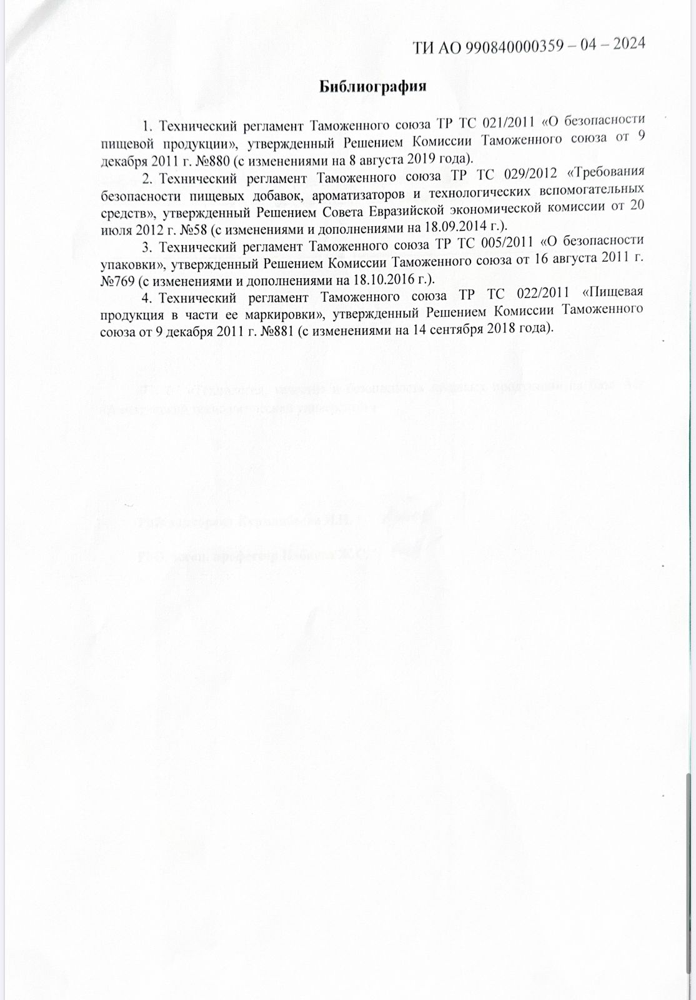 ТИ АО 990840000359 – 04 – 2024
Библиография
1. Технический регламент Таможенного союза ТР ТС 021/2011 «О безопасности
пищевой продукции», утвержденный Решением Комиссии Таможенного союза от 9
декабря 2011 г. №880 (с изменениями на 8 августа 2019 года).
2. Технический регламент Таможенного союза ТР ТС 029/2012 «Требования
безопасности пищевых добавок, ароматизаторов и технологических вспомогательных
средств», утвержденный Решением Совета Евразийской экономической комиссии от 20
июля 2012 г. №58 (с изменениями и дополнениями на 18.09.2014 г.).
3. Технический регламент Таможенного союза ТР ТС 005/2011 «О безопасности
упаковки», утвержденный Решением Комиссии Таможенного союза от 16 августа 2011 г.
№769 (с изменениями и дополнениями на 18.10.2016 г.).
4. Технический регламент Таможенного союза ТР ТС 022/2011 «Пищевая
продукция в части ее маркировки», утвержденный Решением Комиссии Таможенного
союза от 9 декабря 2011 г. №881 (с изменениями на 14 сентября 2018 года).